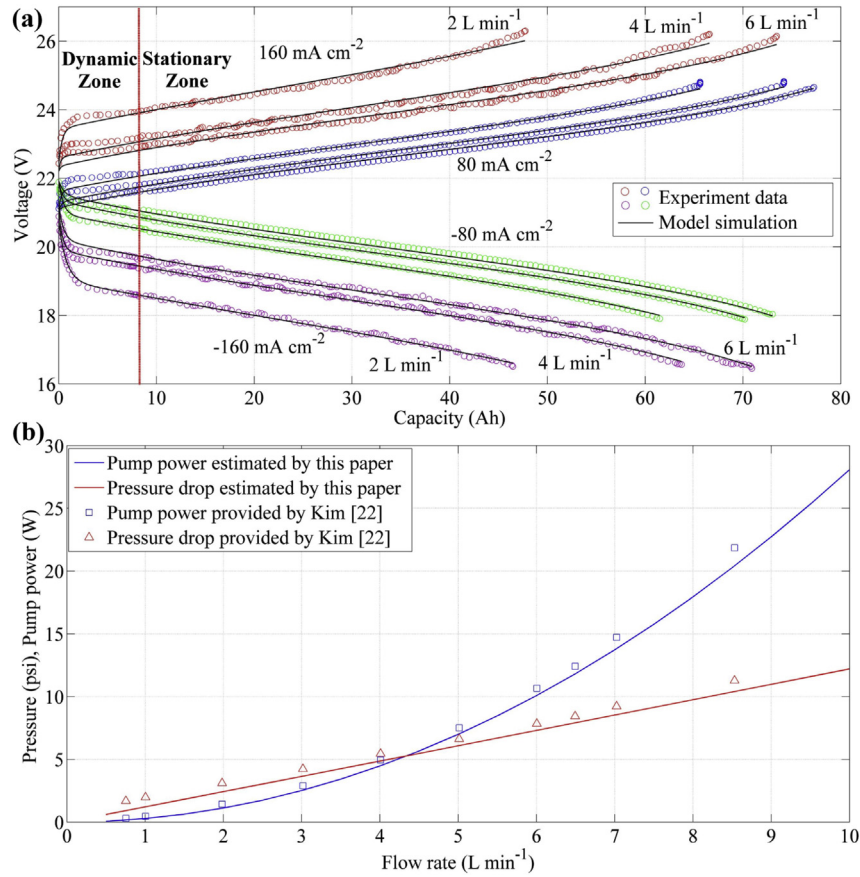 (a)
26
24
22
20
18
16
Voltage (V)
Dynamic Zone
Stationary Zone
160 mA cm-2
2 L min-1
4 L min-1
6 L min-1
80 mA cm-2
Experiment data
Model simulation
-80 mA cm-2
-160 mA cm-2
2 L min-1
4 L min-1
6 L min-1
0 10 20 30 40 50 60 70 80
Capacity (Ah)
(b)
30
25
20
15
10
5
0
Pressure (psi), Pump power (W)
Pump power estimated by this paper
Pressure drop estimated by this paper
Pump power provided by Kim [22]
Pressure drop provided by Kim [22]
0 1 2 3 4 5 6 7 8 9 10
Flow rate (L min-1)